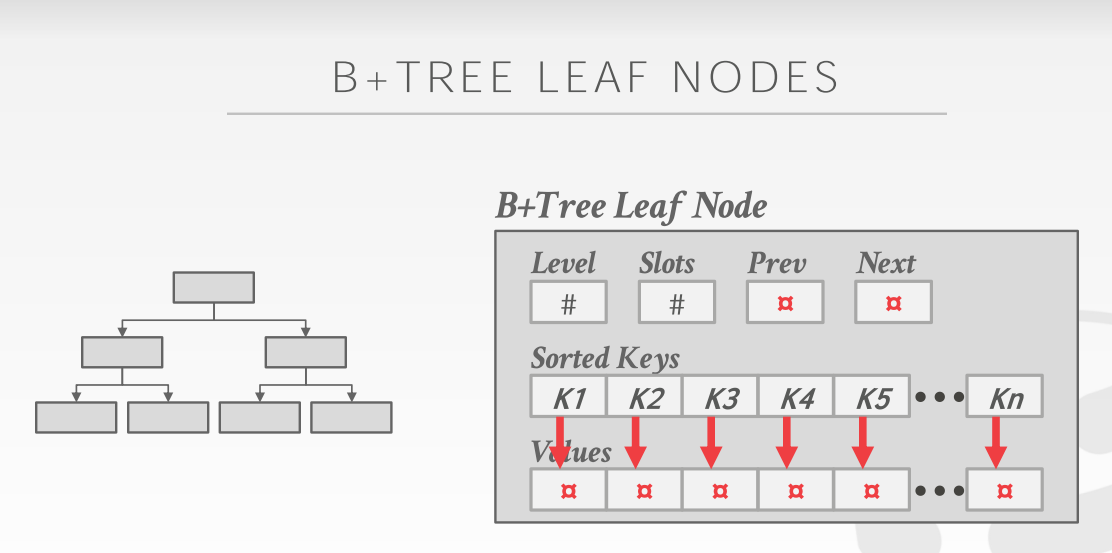 B+TREE LEAF NODES
B+Tree Leaf Node
Level Slots Prev Next
# # ¤ ¤
Sorted Keys
K1 K2 K3 K4 K5 ••• Kn
Values
¤ ¤ ¤ ¤ ¤ ••• ¤